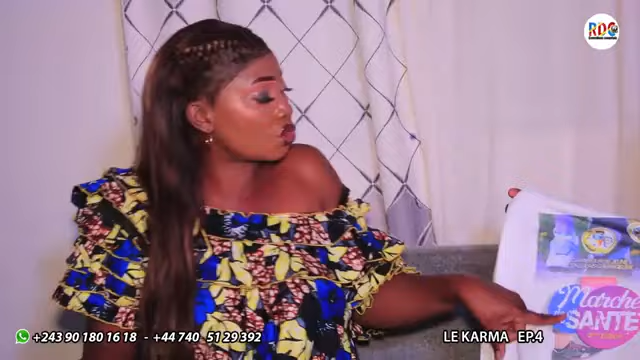 RDC
Marche
SANTE
+243 90 180 16 18 - +44 740 51 29 392
LE KARMA EP.4